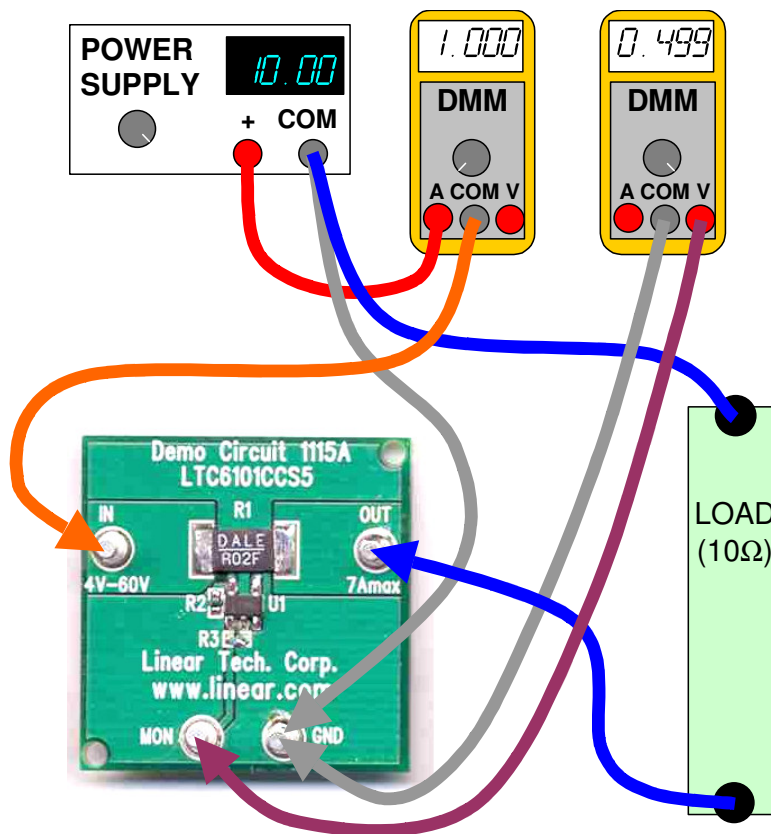 POWER
SUPPLY
10.00
+ COM
1.000
DMM
A COM V
0.499
DMM
A COM V
Demo Circuit 1115A
LTC6101CCS5
IN
R1
OUT
DALE
R02F
4V-60V
7Amax
R2
U1
R3
Linear Tech. Corp.
www.linear.com
MON
GND
LOAD
(10Ω)